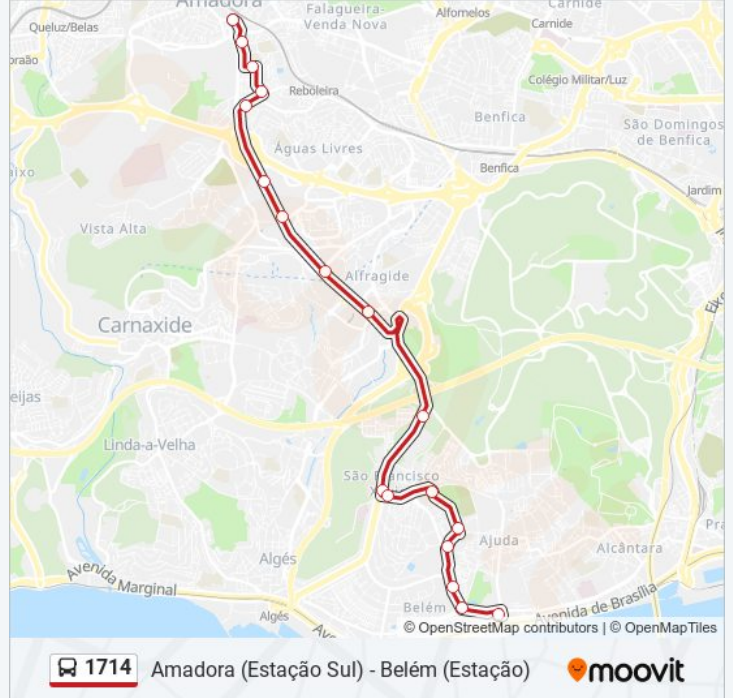 Amadora
Falagueira-
Venda Nova
Alfornelos
Carnide
Carnide
Queluz/Belas
Colégio Militar/Luz
Reboleira
Benfica
São Domingos
de Benfica
Águas Livres
Benfica
Jardim
Vista Alta
Alfragide
Carnaxide
Linda-a-Velha
São Francisco
Ajuda
Alcântara
Algés
Avenida Marginal
Algés
Belém
Avenida de Brasília
© OpenStreetMap contributors | © OpenMapTiles
1714 Amadora (Estação Sul) - Belém (Estação) moovit